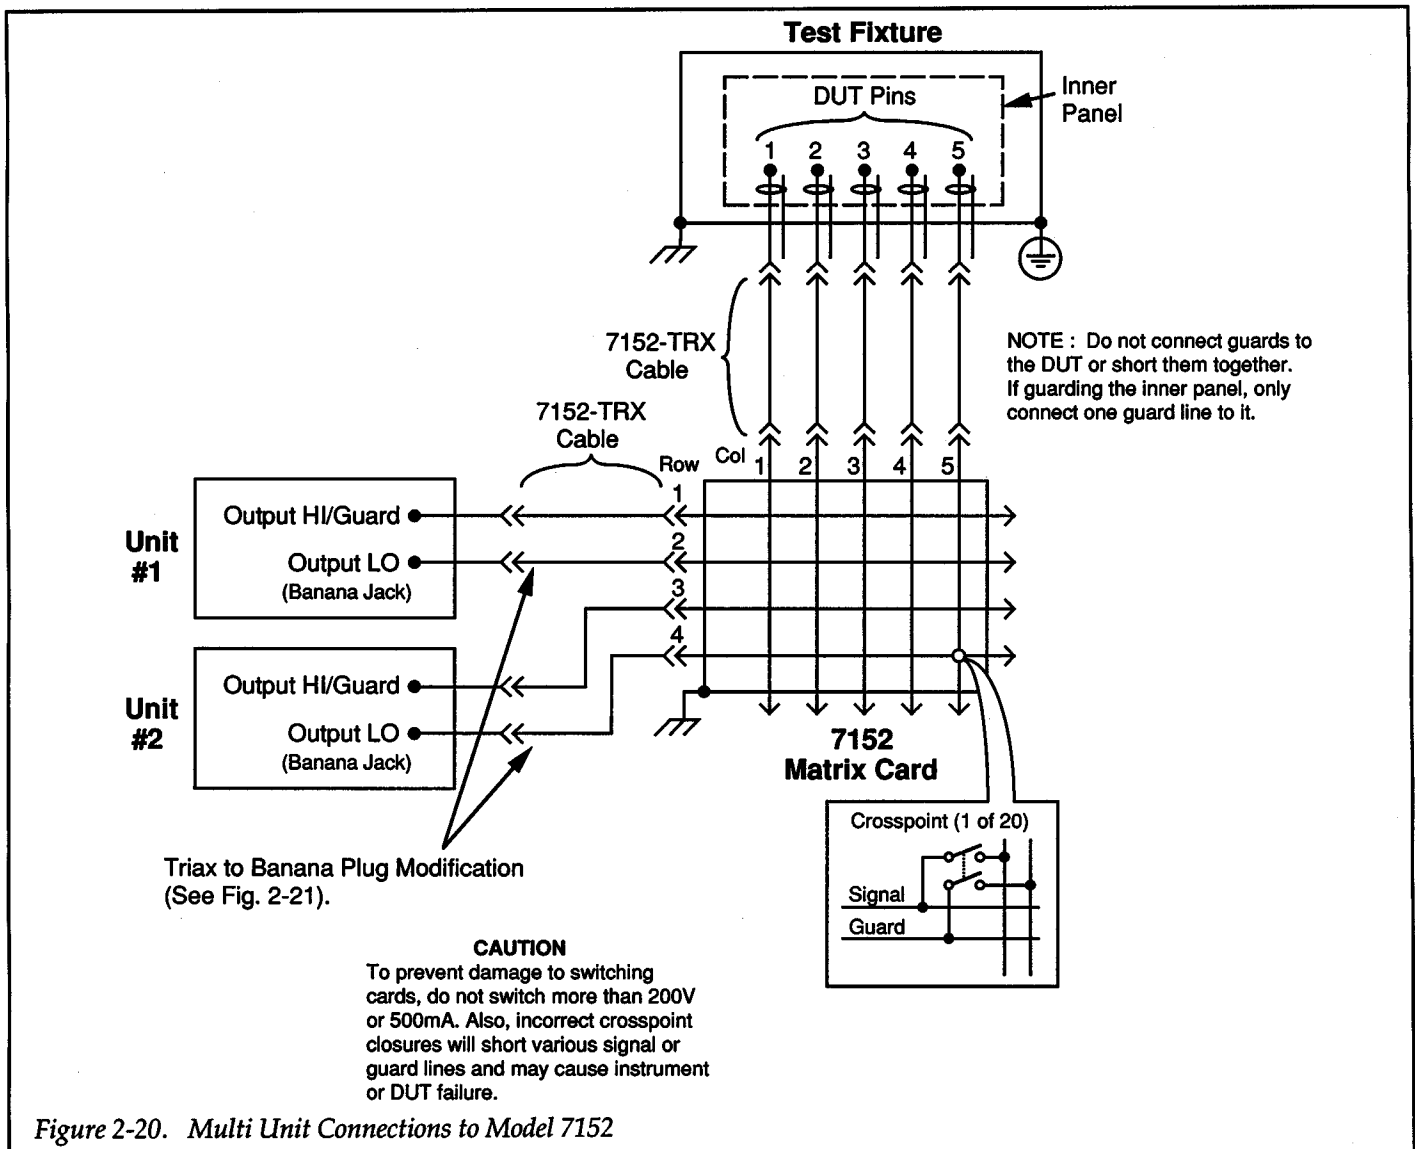 Test Fixture
Inner
Panel
DUT Pins
1 2 3 4 5
7152-TRX
Cable
NOTE : Do not connect guards to
the DUT or short them together.
If guarding the inner panel, only
connect one guard line to it.
7152-TRX
Cable
Row
Col
1 2 3 4 5
1
2
3
4
Unit
#1
Output HI/Guard
Output LO
(Banana Jack)
Unit
#2
Output HI/Guard
Output LO
(Banana Jack)
7152
Matrix Card
Crosspoint (1 of 20)
Signal
Guard
Triax to Banana Plug Modification
(See Fig. 2-21).
CAUTION
To prevent damage to switching
cards, do not switch more than 200V
or 500mA. Also, incorrect crosspoint
closures will short various signal or
guard lines and may cause instrument
or DUT failure.
Figure 2-20. Multi Unit Connections to Model 7152